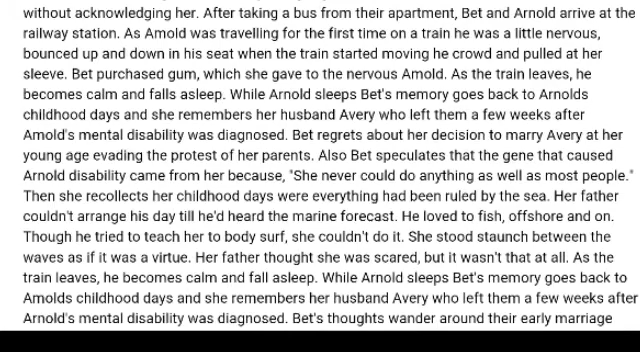 without acknowledging her. After taking a bus from their apartment, Bet and Arnold arrive at the
railway station. As Amold was travelling for the first time on a train he was a little nervous,
bounced up and down in his seat when the train started moving he crowd and pulled at her
sleeve. Bet purchased gum, which she gave to the nervous Amold. As the train leaves, he
becomes calm and falls asleep. While Arnold sleeps Bet's memory goes back to Arnolds
childhood days and she remembers her husband Avery who left them a few weeks after
Amold's mental disability was diagnosed. Bet regrets about her decision to marry Avery at her
young age evading the protest of her parents. Also Bet speculates that the gene that caused
Arnold disability came from her because, "She never could do anything as well as most people."
Then she recollects her childhood days were everything had been ruled by the sea. Her father
couldn't arrange his day till he'd heard the marine forecast. He loved to fish, offshore and on.
Though he tried to teach her to body surf, she couldn't do it. She stood staunch between the
waves as if it was a virtue. Her father thought she was scared, but it wasn't that at all. As the
train leaves, he becomes calm and fall asleep. While Arnold sleeps Bet's memory goes back to
Amolds childhood days and she remembers her husband Avery who left them a few weeks after
Arnold's mental disability was diagnosed. Bet's thoughts wander around their early marriage